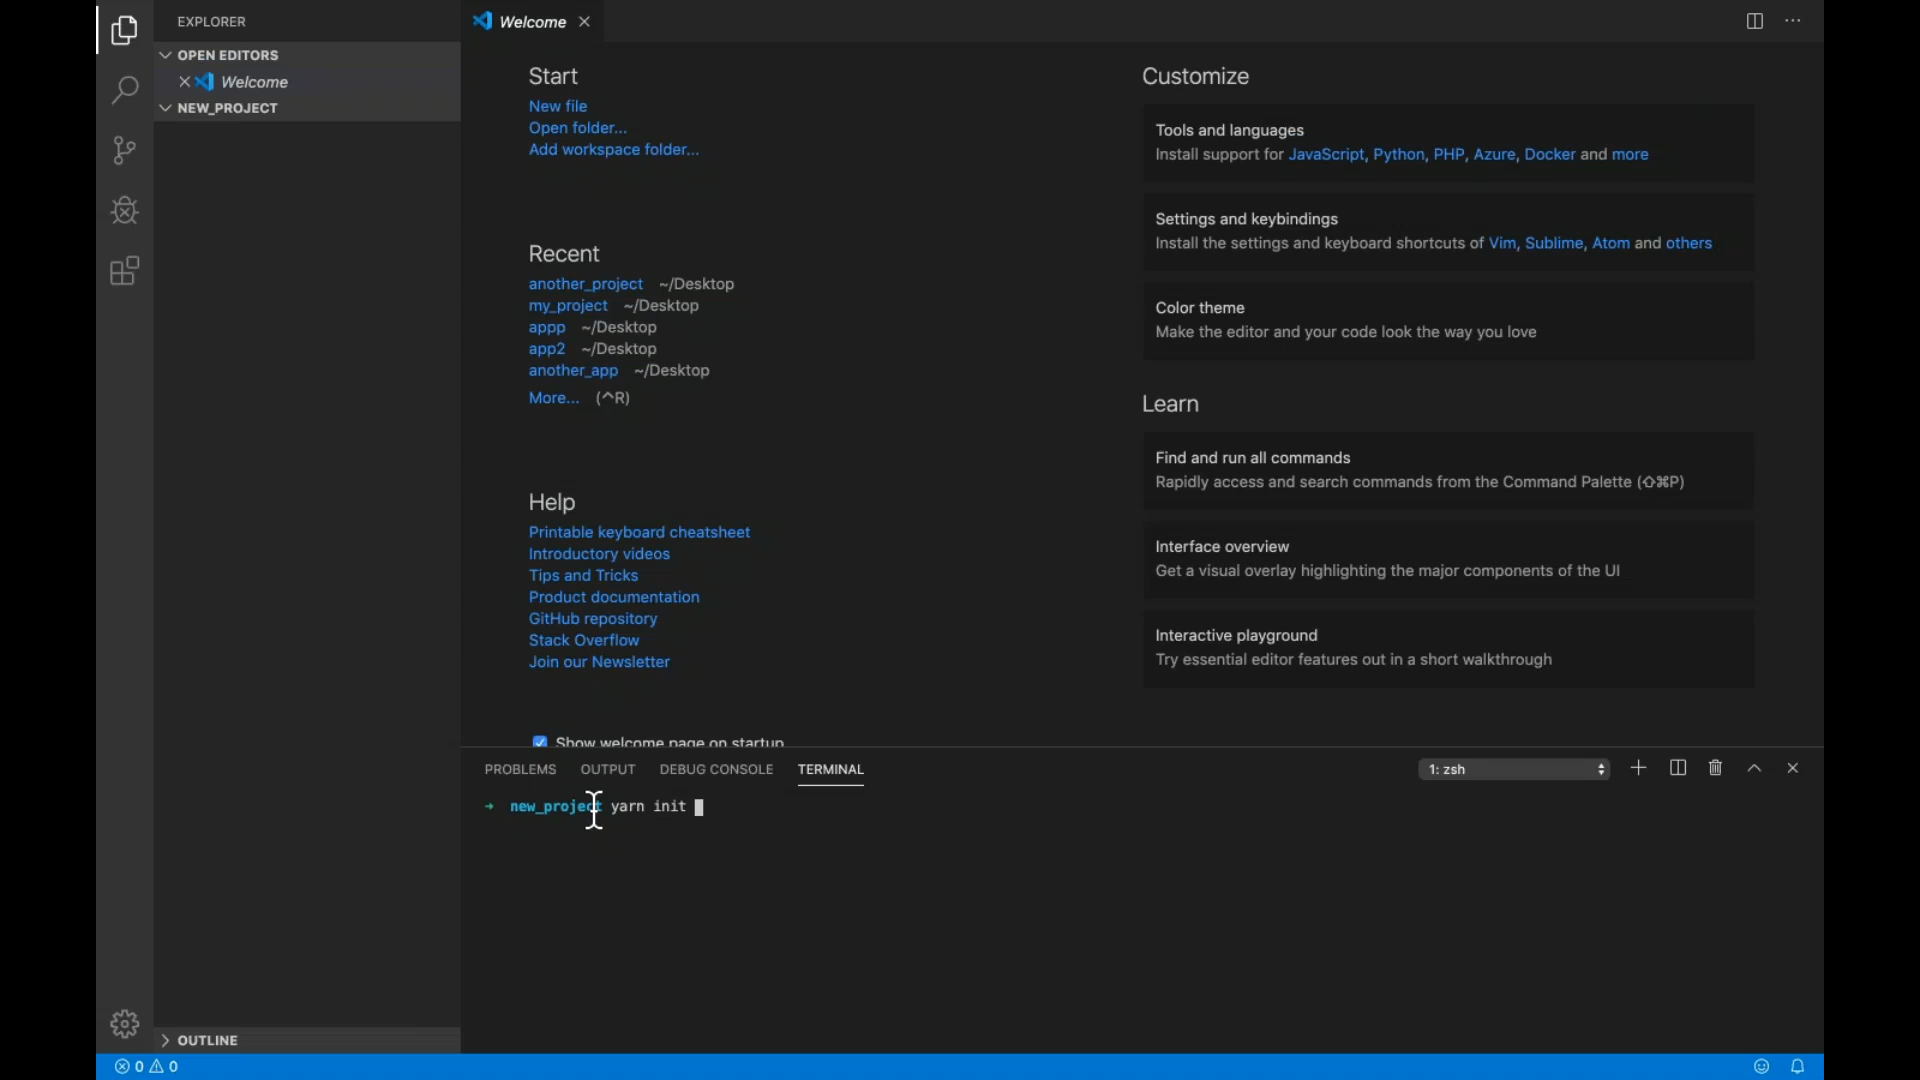 EXPLORER
OPEN EDITORS
Welcome
NEW_PROJECT
OUTLINE
Welcome
Start
New file
Open folder...
Add workspace folder...
Recent
another_project ~/Desktop
my_project ~/Desktop
appp ~/Desktop
app2 ~/Desktop
another_app ~/Desktop
More... (^R)
Help
Printable keyboard cheatsheet
Introductory videos
Tips and Tricks
Product documentation
GitHub repository
Stack Overflow
Join our Newsletter
Show welcome page on startup
Customize
Tools and languages
Install support for JavaScript, Python, PHP, Azure, Docker and more
Settings and keybindings
Install the settings and keyboard shortcuts of Vim, Sublime, Atom and others
Color theme
Make the editor and your code look the way you love
Learn
Find and run all commands
Rapidly access and search commands from the Command Palette (⇧⌘P)
Interface overview
Get a visual overlay highlighting the major components of the UI
Interactive playground
Try essential editor features out in a short walkthrough
PROBLEMS OUTPUT DEBUG CONSOLE TERMINAL 1: zsh
➜ new_project yarn init
0 0